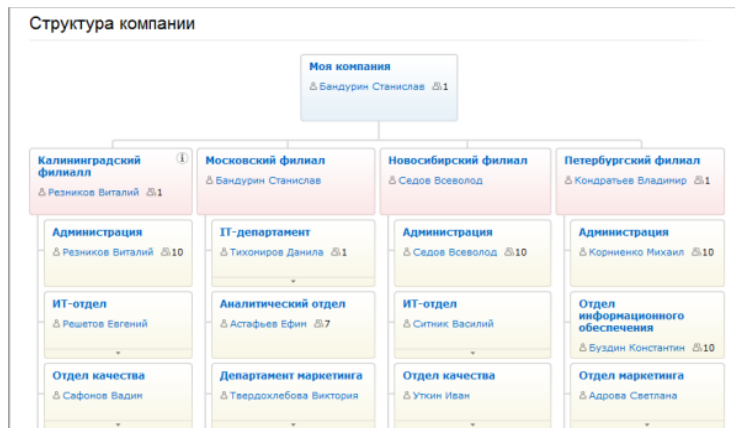 Структура компании
Моя компания
Бандурин Станислав 1
Калининградский
филиалл
Резников Виталий 1
Московский филиал
Бандурин Станислав
Новосибирский филиал
Седов Всеволод
Петербургский филиал
Кондратьев Владимир 1
Администрация
Резников Виталий 10
IT-департамент
Тихомиров Данила 1
Администрация
Седов Всеволод 10
Администрация
Корниенко Михаил 10
ИТ-отдел
Решетов Евгений
Аналитический отдел
Астафьев Ефим 7
ИТ-отдел
Ситник Василий
Отдел
информационного
обеспечения
Буздин Константин 10
Отдел качества
Сафонов Вадим
Департамент маркетинга
Твердохлебова Виктория
Отдел качества
Уткин Иван
Отдел маркетинга
Адрова Светлана